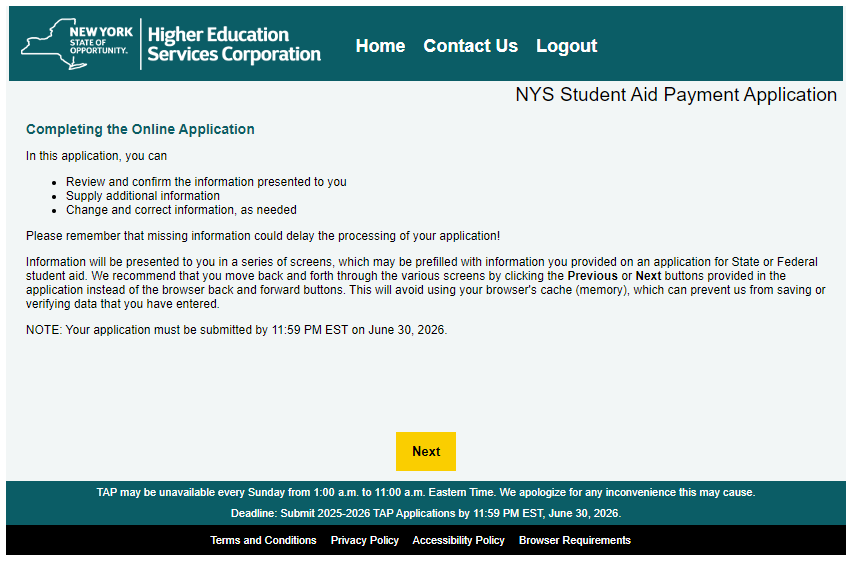 NEW YORK
STATE OF
OPPORTUNITY.
Higher Education
Services Corporation
Home Contact Us Logout
NYS Student Aid Payment Application
Completing the Online Application
In this application, you can
Review and confirm the information presented to you
Supply additional information
Change and correct information, as needed
Please remember that missing information could delay the processing of your application!
Information will be presented to you in a series of screens, which may be prefilled with information you provided on an application for State or Federal
student aid. We recommend that you move back and forth through the various screens by clicking the Previous or Next buttons provided in the
application instead of the browser back and forward buttons. This will avoid using your browser's cache (memory), which can prevent us from saving or
verifying data that you have entered.
NOTE: Your application must be submitted by 11:59 PM EST on June 30, 2026.
Next
TAP may be unavailable every Sunday from 1:00 a.m. to 11:00 a.m. Eastern Time. We apologize for any inconvenience this may cause.
Deadline: Submit 2025-2026 TAP Applications by 11:59 PM EST, June 30, 2026.
Terms and Conditions Privacy Policy Accessibility Policy Browser Requirements